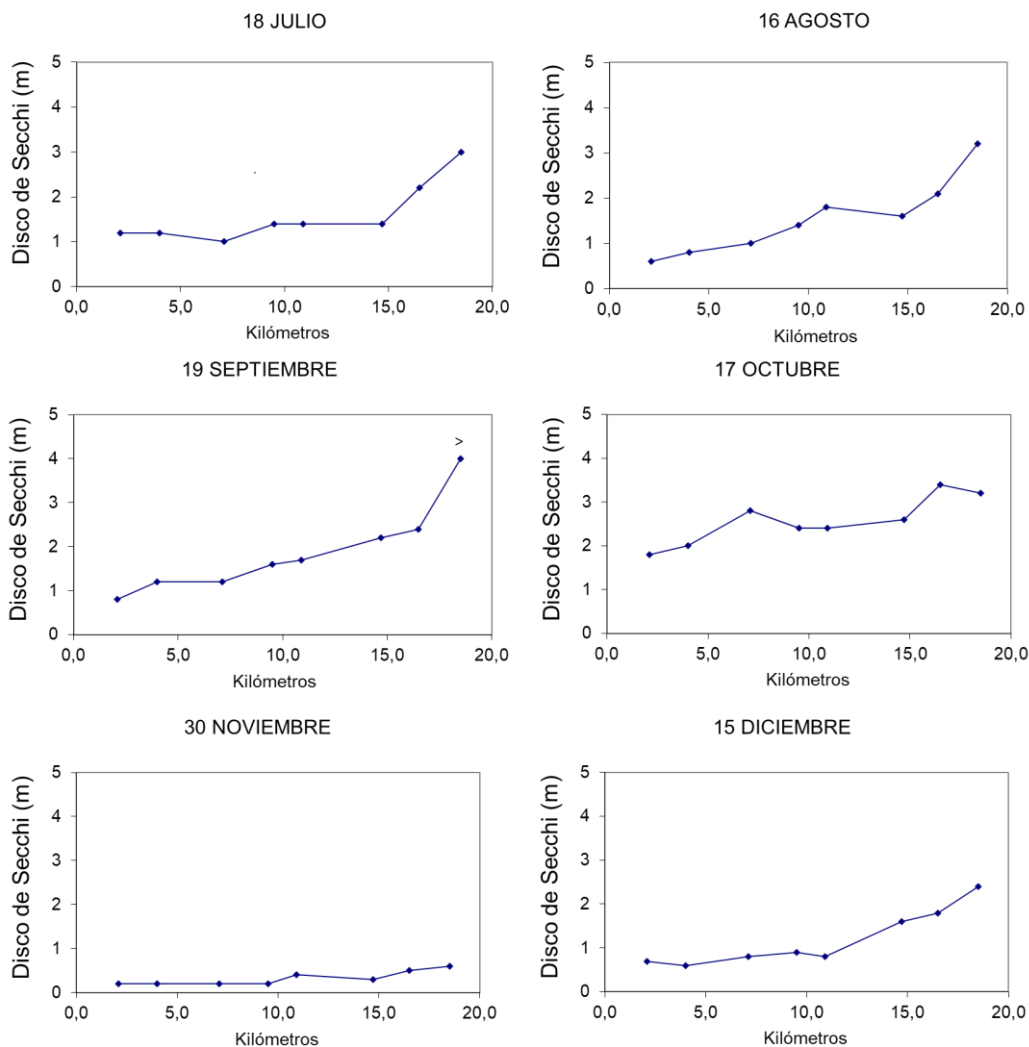 18 JULIO
Disco de Secchi (m)
5
4
3
2
1
0
0,0 5,0 10,0 15,0 20,0
Kilómetros
16 AGOSTO
Disco de Secchi (m)
5
4
3
2
1
0
0,0 5,0 10,0 15,0 20,0
Kilómetros
19 SEPTIEMBRE
Disco de Secchi (m)
5
4
3
2
1
0
>
0,0 5,0 10,0 15,0 20,0
Kilómetros
17 OCTUBRE
Disco de Secchi (m)
5
4
3
2
1
0
0,0 5,0 10,0 15,0 20,0
Kilómetros
30 NOVIEMBRE
Disco de Secchi (m)
5
4
3
2
1
0
0,0 5,0 10,0 15,0 20,0
Kilómetros
15 DICIEMBRE
Disco de Secchi (m)
5
4
3
2
1
0
0,0 5,0 10,0 15,0 20,0
Kilómetros